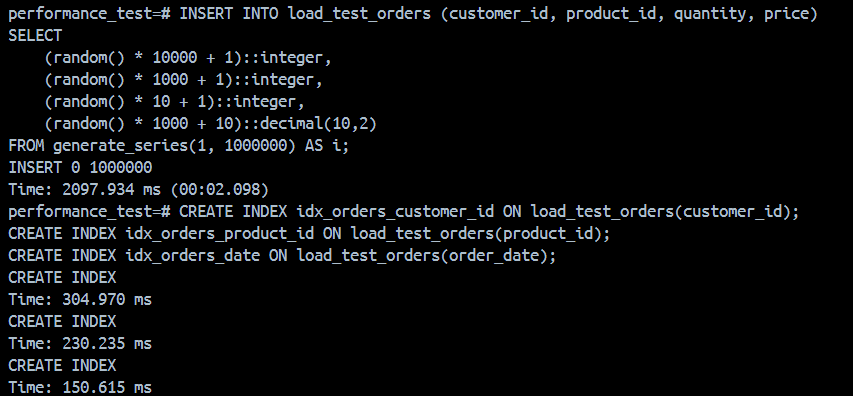 performance_test=# INSERT INTO load_test_orders (customer_id, product_id, quantity, price)
SELECT
    (random() * 10000 + 1)::integer,
    (random() * 1000 + 1)::integer,
    (random() * 10 + 1)::integer,
    (random() * 1000 + 10)::decimal(10,2)
FROM generate_series(1, 1000000) AS i;
INSERT 0 1000000
Time: 2097.934 ms (00:02.098)
performance_test=# CREATE INDEX idx_orders_customer_id ON load_test_orders(customer_id);
CREATE INDEX idx_orders_product_id ON load_test_orders(product_id);
CREATE INDEX idx_orders_date ON load_test_orders(order_date);
CREATE INDEX
Time: 304.970 ms
CREATE INDEX
Time: 230.235 ms
CREATE INDEX
Time: 150.615 ms